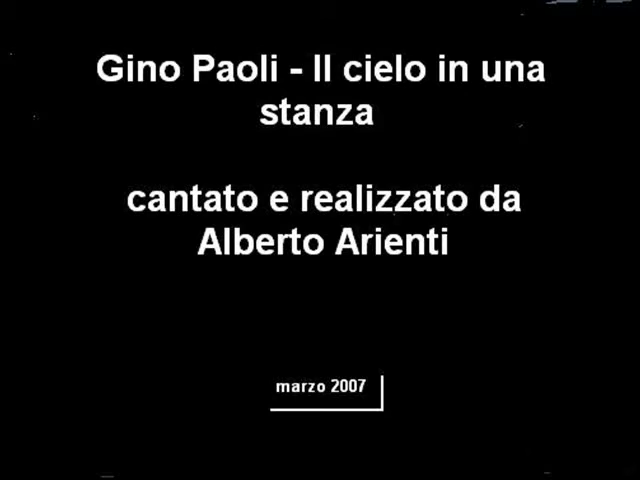 Gino Paoli - Il cielo in una
stanza
cantato e realizzato da
Alberto Arienti
marzo 2007